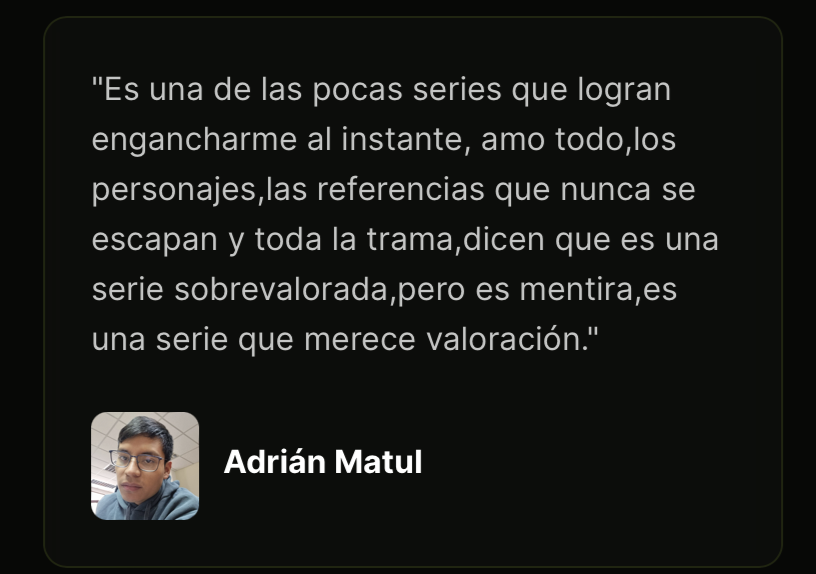 "Es una de las pocas series que logran
engancharme al instante, amo todo,los
personajes,las referencias que nunca se
escapan y toda la trama,dicen que es una
serie sobrevalorada,pero es mentira,es
una serie que merece valoración."
Adrián Matul